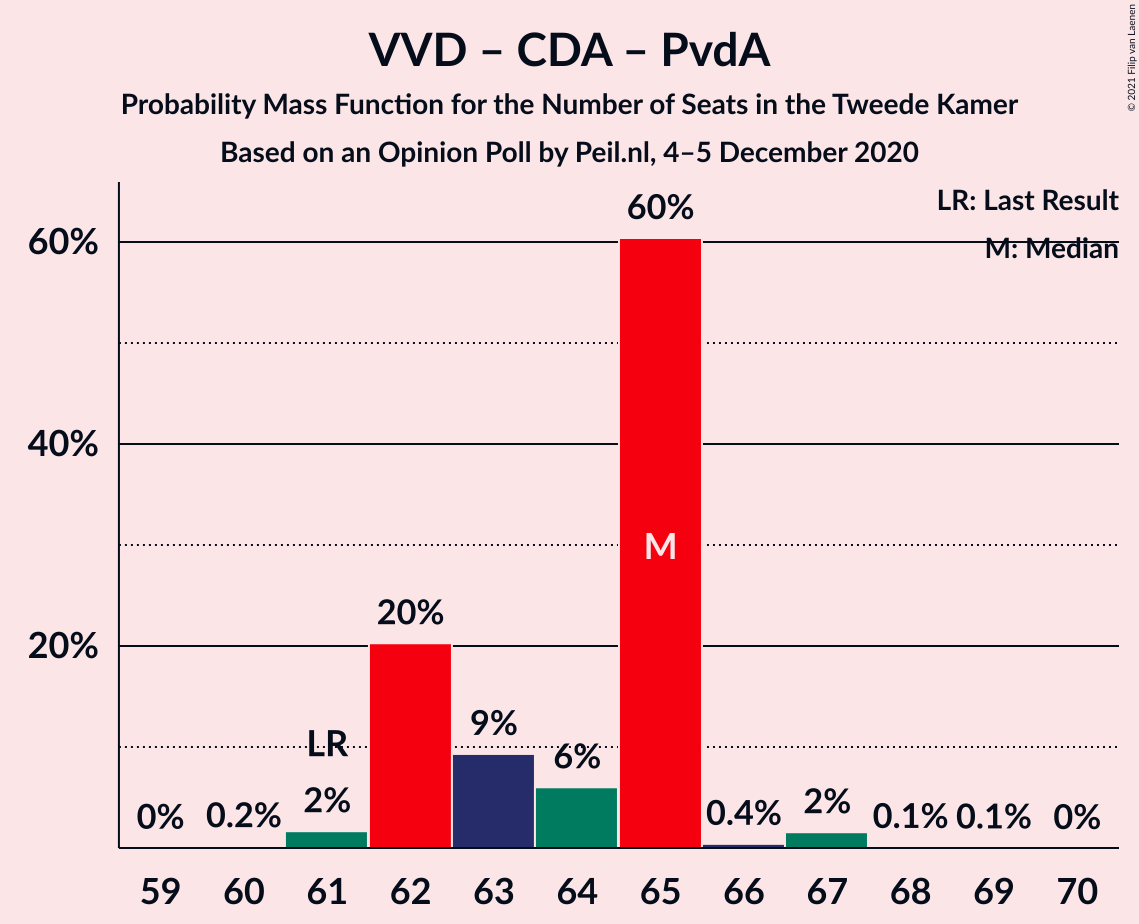 VVD – CDA – PvdA
Probability Mass Function for the Number of Seats in the Tweede Kamer
Based on an Opinion Poll by Peil.nl, 4–5 December 2020
© 2021 Filip van Laenen
LR: Last Result
M: Median
60%
40%
20%
0%
0.2%
LR
2%
20%
9%
6%
60%
M
0.4%
2%
0.1%
0.1%
0%
59 60 61 62 63 64 65 66 67 68 69 70